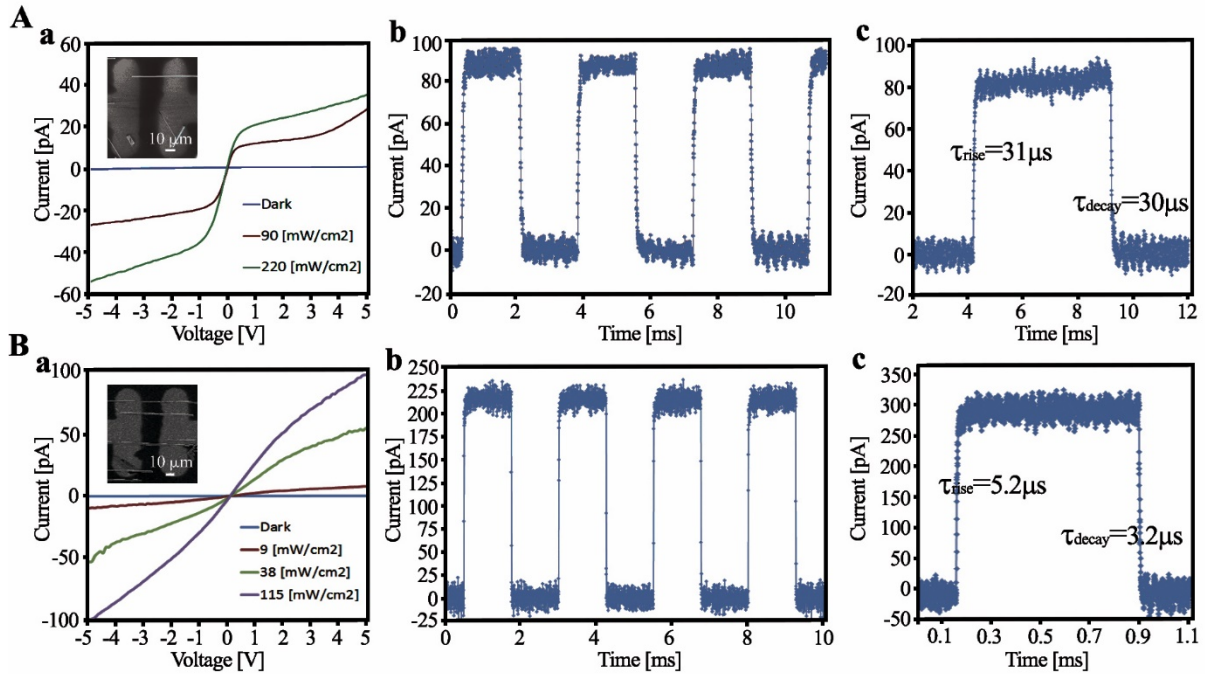 A
a
60
40
20
0
-20
-40
60
Current [pA]
10 μm
Dark
90 [mW/cm2]
220 [mW/cm2]
-5 -4 -3 -2 -1 0 1 2 3 4 5
Voltage [V]
b
100
80
60
40
20
0
-20
Current [pA]
0 2 4 6 8 10
Time [ms]
c
100
80
60
40
20
0
-20
Current [pA]
τrise=31μs
τdecay=30μs
2 4 6 8 10 12
Time [ms]
B
a
100
50
0
-50
-100
Current [pA]
10 μm
Dark
9 [mW/cm2]
38 [mW/cm2]
115 [mW/cm2]
-5 -4 -3 -2 -1 0 1 2 3 4 5
Voltage [V]
b
250
225
200
175
150
125
100
75
50
25
0
-25
Current [pA]
0 2 4 6 8 10
Time [ms]
c
350
300
250
200
150
100
50
0
-50
Current [pA]
τrise=5.2μs
τdecay=3.2μs
0.1 0.3 0.5 0.7 0.9 1.1
Time [ms]